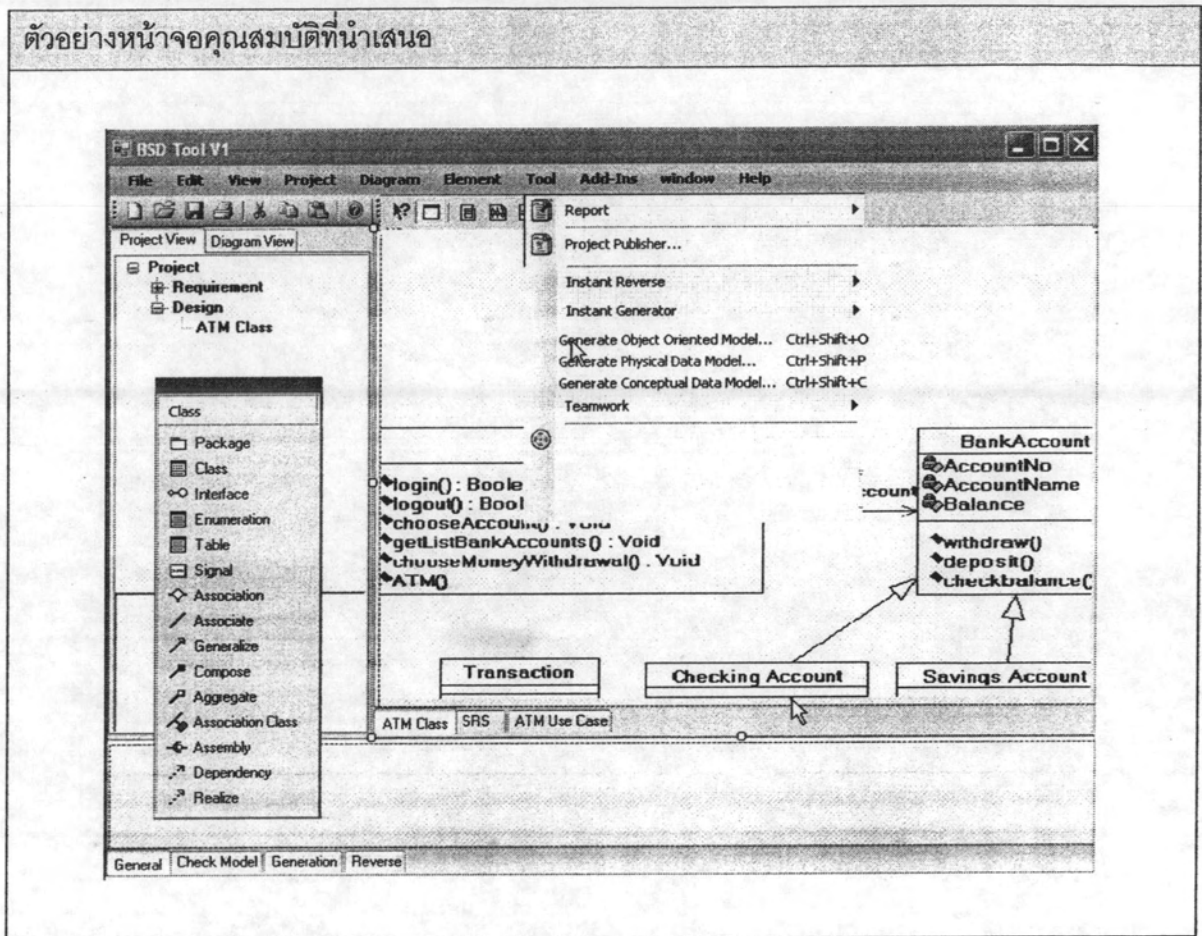 ตัวอย่างหน้าจอคุณสมบัติที่นำเสนอ
BSD Tool V1
File Edit View Project Diagram Element Tool Add-Ins window Help
Project View Diagram View
Project
Requirement
Design
ATM Class
Report
Project Publisher...
Instant Reverse
Instant Generator
Generate Object Oriented Model... Ctrl+Shift+O
Generate Physical Data Model... Ctrl+Shift+P
Generate Conceptual Data Model... Ctrl+Shift+C
Teamwork
Class
Package
Class
Interface
Enumeration
Table
Signal
Association
Associate
Generalize
Compose
Aggregate
Association Class
Assembly
Dependency
Realize
login() : Boole
logout() : Bool
chooseAccount() : Void
getListBankAccounts() : Void
chooseMoneyWithdrawal() : Void
ATM()
ccount
BankAccount
AccountNo
AccountName
Balance
withdraw()
deposit()
checkbalance(
Transaction
Checking Account
Savings Account
ATM Class SRS ATM Use Case
General Check Model Generation Reverse